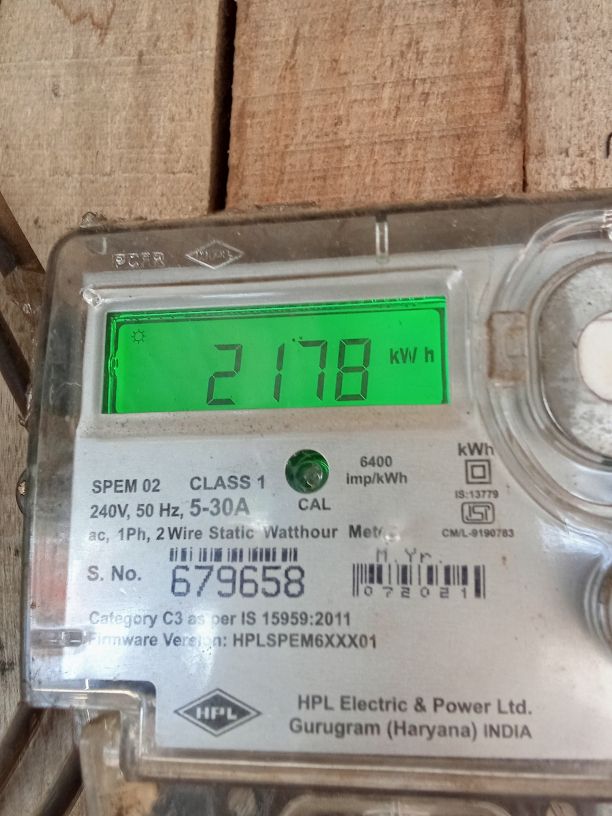 2178 kWh
SPEM 02 CLASS 1
6400 imp/kWh
kWh
240V, 50 Hz, 5-30A
CAL
IS:13779
ac, 1Ph, 2 Wire Static Watthour Meter
CM/L-9190783
S. No. 679658
M. Yr.
072021
Category C3 as per IS 15959:2011
Firmware Version: HPLSPEM6XXX01
HPL
HPL Electric & Power Ltd.
Gurugram (Haryana) INDIA